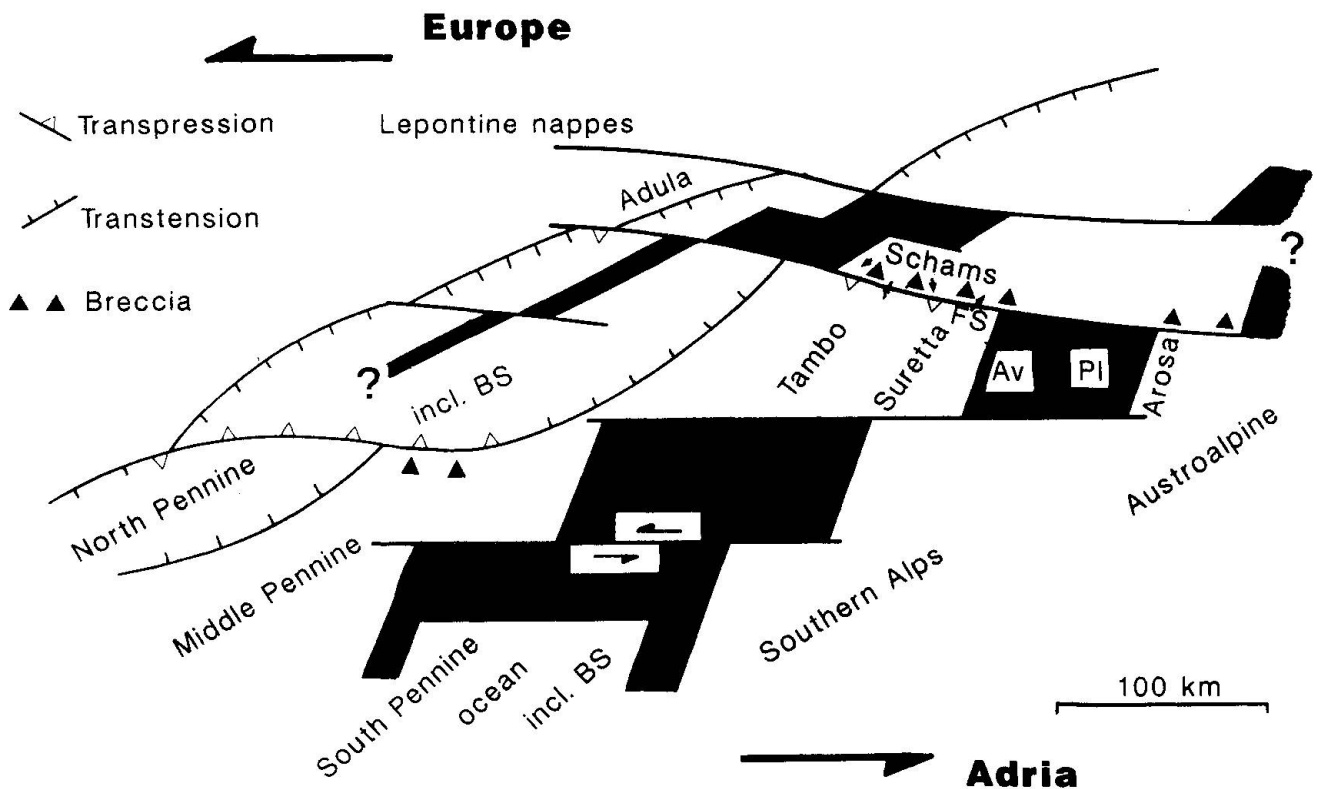 Europe
Transpression
Lepontine nappes
Adula
Transtension
?
Schams
Breccia
F S
Tambo
Suretta
Av
Pl
Arosa
?
incl. BS
Austroalpine
North Pennine
Middle Pennine
Southern Alps
South Pennine
ocean
incl. BS
100 km
Adria